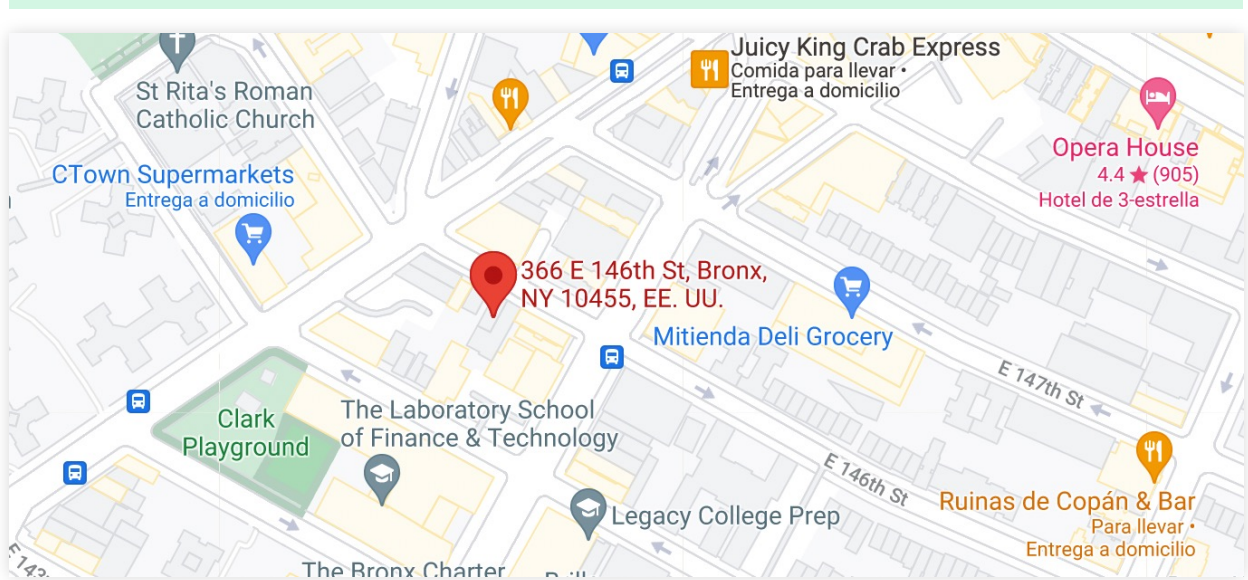 Juicy King Crab Express
Comida para llevar •
Entrega a domicilio
St Rita's Roman
Catholic Church
CTown Supermarkets
Entrega a domicilio
Opera House
4.4 ★ (905)
Hotel de 3-estrella
366 E 146th St, Bronx,
NY 10455, EE. UU.
Mitienda Deli Grocery
E 147th St
Clark
Playground
The Laboratory School
of Finance & Technology
E 146th St
Ruinas de Copán & Bar
Para llevar •
Entrega a domicilio
Legacy College Prep
The Bronx Charter